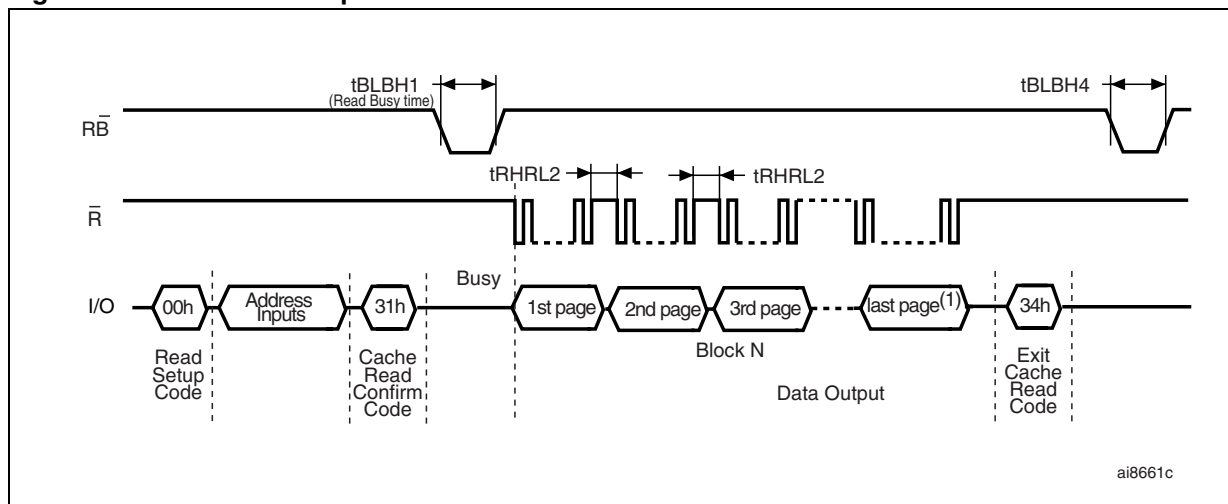 tBLBH1
(Read Busy time)
tBLBH4
RB̅
tRHRL2
tRHRL2
R̅
Busy
I/O
00h
Address
Inputs
31h
1st page
2nd page
3rd page
last page(1)
34h
Block N
Read
Setup
Code
Cache
Read
Confirm
Code
Exit
Cache
Read
Code
Data Output
ai8661c